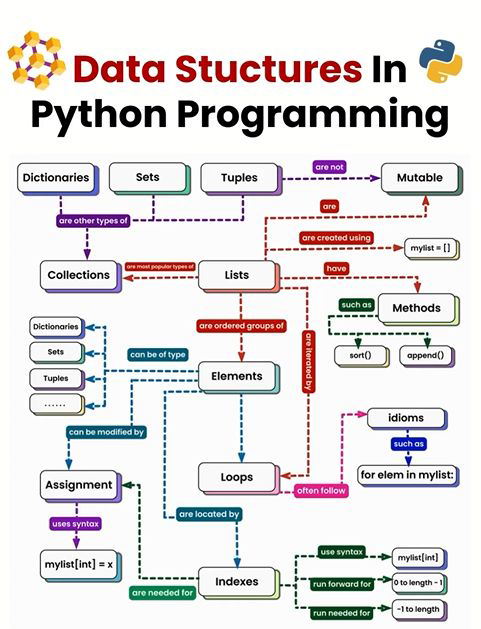 Data Stuctures In
Python Programming
Dictionaries
Sets
Tuples
are not
Mutable
are other types of
are
are created using
mylist = []
Collections
are most popular types of
Lists
have
such as
Methods
sort()
append()
are ordered groups of
are iterated by
Dictionaries
Sets
Tuples
......
can be of type
Elements
can be modified by
idioms
such as
for elem in mylist:
Assignment
Loops
often follow
uses syntax
are located by
mylist[int] = x
are needed for
Indexes
use syntax
mylist[int]
run forward for
0 to length - 1
run needed for
-1 to length